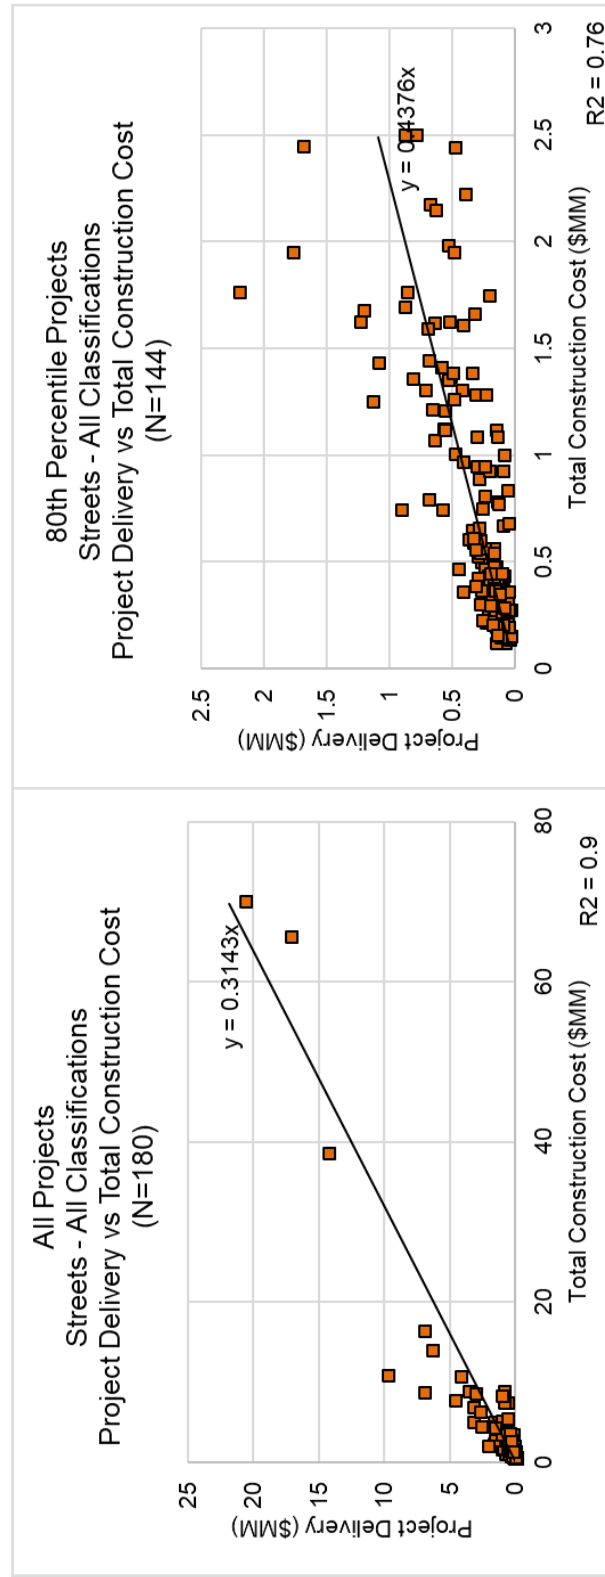 All Projects
Streets - All Classifications
Project Delivery vs Total Construction Cost
(N=180)
25
20
15
10
5
0
Project Delivery ($MM)
y = 0.3143x
0
20
40
60
80
Total Construction Cost ($MM)
R2 = 0.9
80th Percentile Projects
Streets - All Classifications
Project Delivery vs Total Construction Cost
(N=144)
2.5
2
1.5
1
0.5
0
Project Delivery ($MM)
y = 0.4376x
0
0.5
1
1.5
2
2.5
3
Total Construction Cost ($MM)
R2 = 0.76